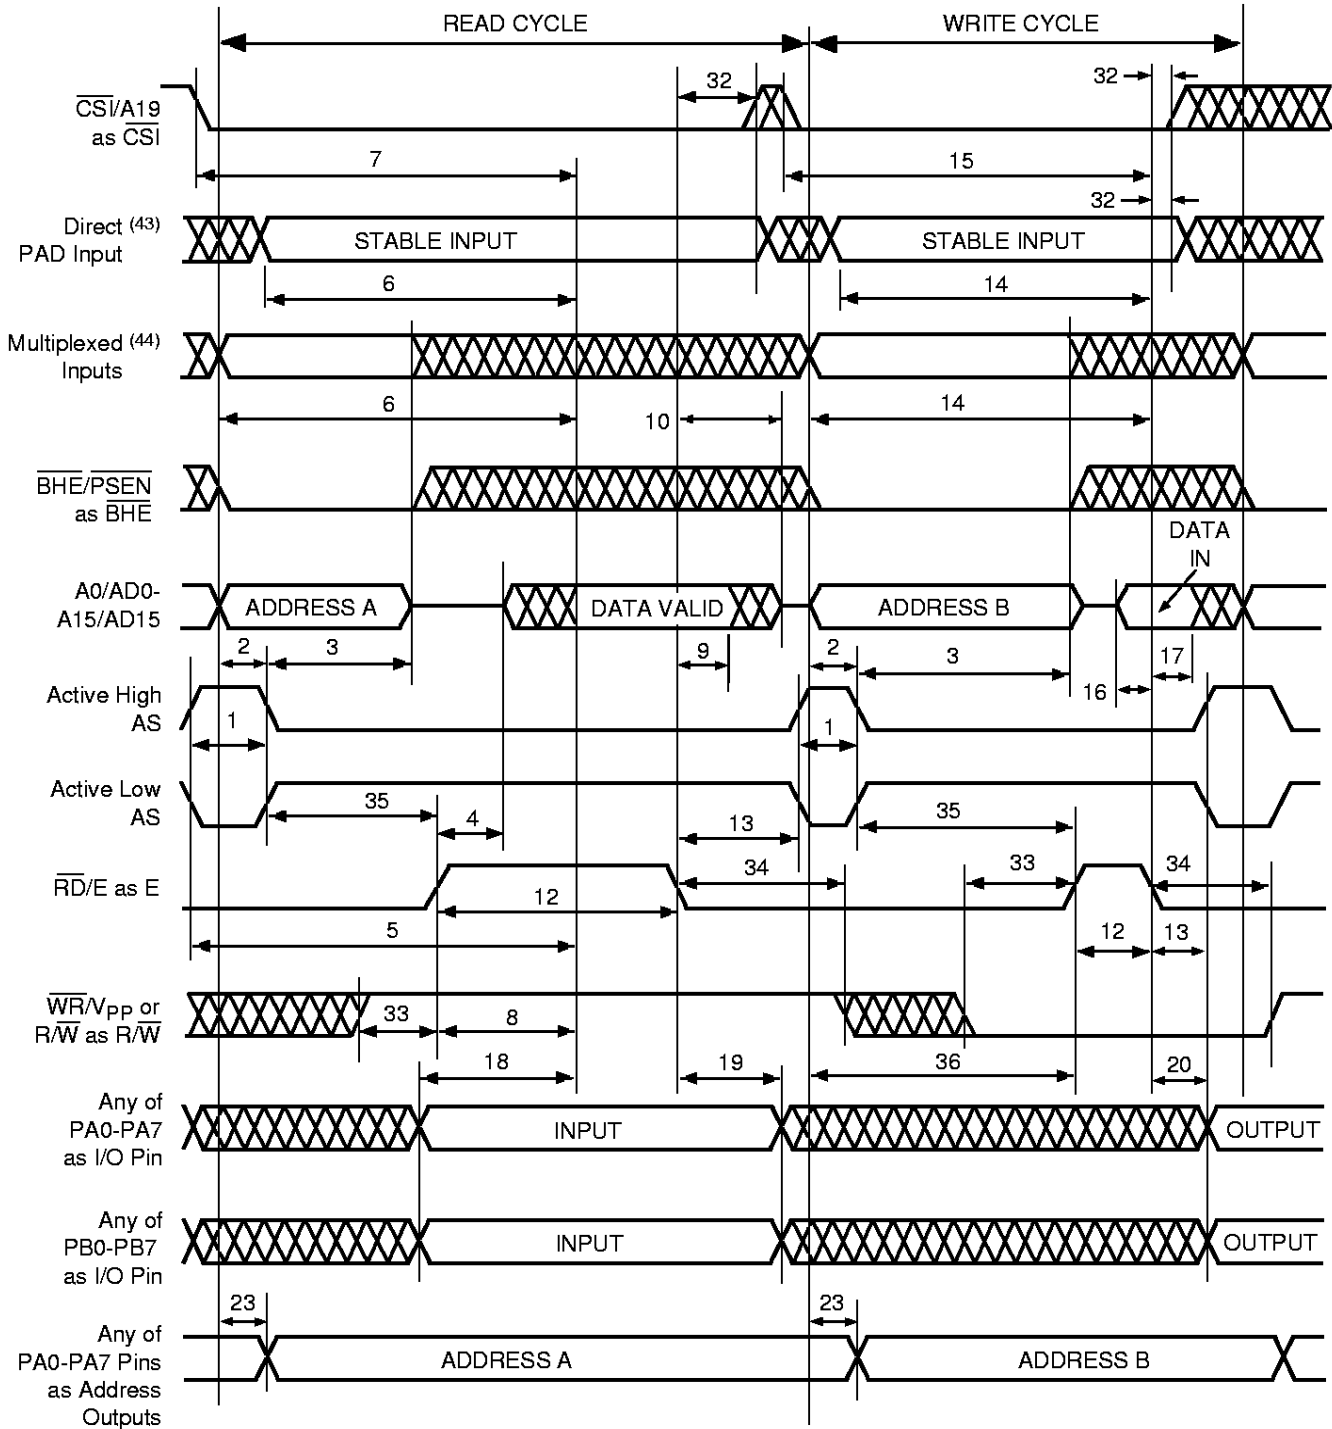 READ CYCLE WRITE CYCLE
32 32
CSI/A19
as CSI
7 15
32
Direct (43)
PAD Input
STABLE INPUT STABLE INPUT
6 14
Multiplexed (44)
Inputs
6 10 14
BHE/PSEN
as BHE
DATA
IN
A0/AD0-
A15/AD15
ADDRESS A DATA VALID ADDRESS B
2 3 9 2 3 17
16
Active High
AS
1 1
Active Low
AS
35 4 13 35
34 33 34
RD/E as E
12
5 12 13
WR/VPP or
R/W as R/W
33 8
18 19 36 20
Any of
PA0-PA7
as I/O Pin
INPUT OUTPUT
Any of
PB0-PB7
as I/O Pin
INPUT OUTPUT
23 23
Any of
PA0-PA7 Pins
as Address
Outputs
ADDRESS A ADDRESS B